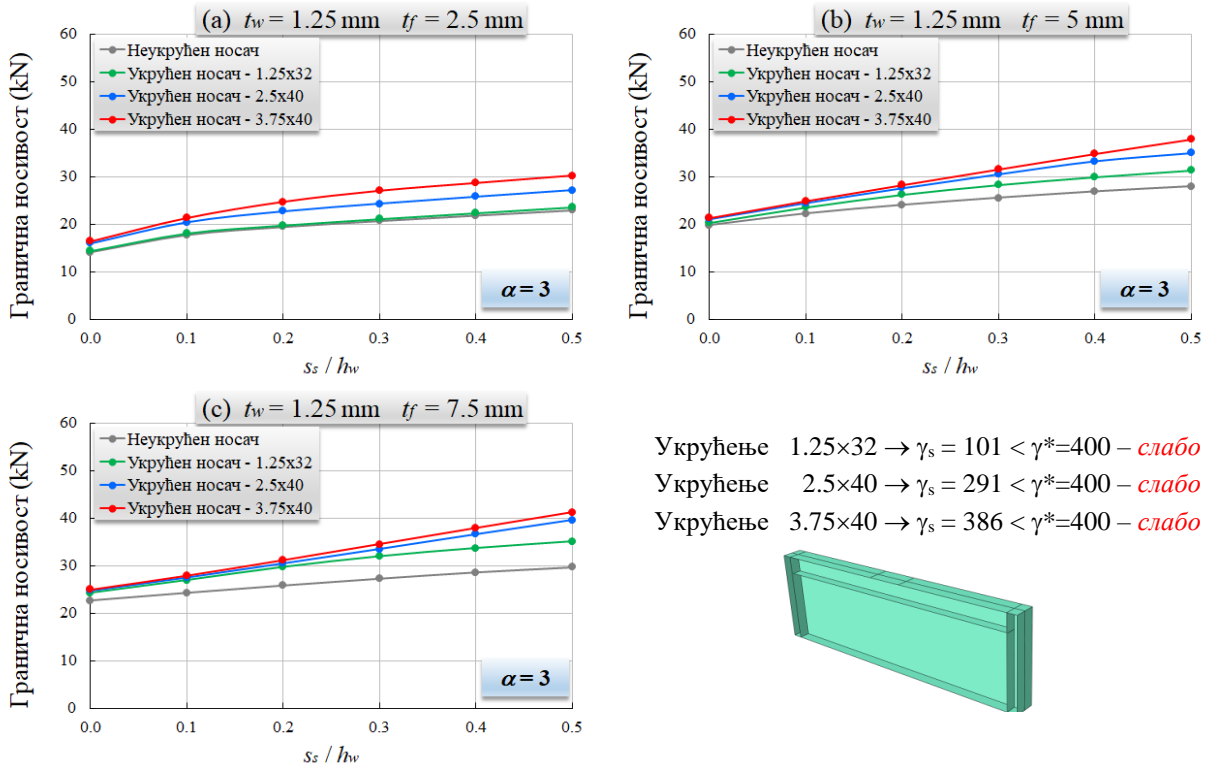 (a) tw = 1.25 mm tf = 2.5 mm
Гранична носивост (kN)
60
50
40
30
20
10
0
Неукрућен носач
Укрућен носач - 1.25x32
Укрућен носач - 2.5x40
Укрућен носач - 3.75x40
α = 3
0.0 0.1 0.2 0.3 0.4 0.5
ss / hw
(b) tw = 1.25 mm tf = 5 mm
Гранична носивост (kN)
60
50
40
30
20
10
0
Неукрућен носач
Укрућен носач - 1.25x32
Укрућен носач - 2.5x40
Укрућен носач - 3.75x40
α = 3
0.0 0.1 0.2 0.3 0.4 0.5
ss / hw
(c) tw = 1.25 mm tf = 7.5 mm
Гранична носивост (kN)
60
50
40
30
20
10
0
Неукрућен носач
Укрућен носач - 1.25x32
Укрућен носач - 2.5x40
Укрућен носач - 3.75x40
α = 3
0.0 0.1 0.2 0.3 0.4 0.5
ss / hw
Укрућење 1.25×32 → γs = 101 < γ*=400 – слабо
Укрућење 2.5×40 → γs = 291 < γ*=400 – слабо
Укрућење 3.75×40 → γs = 386 < γ*=400 – слабо